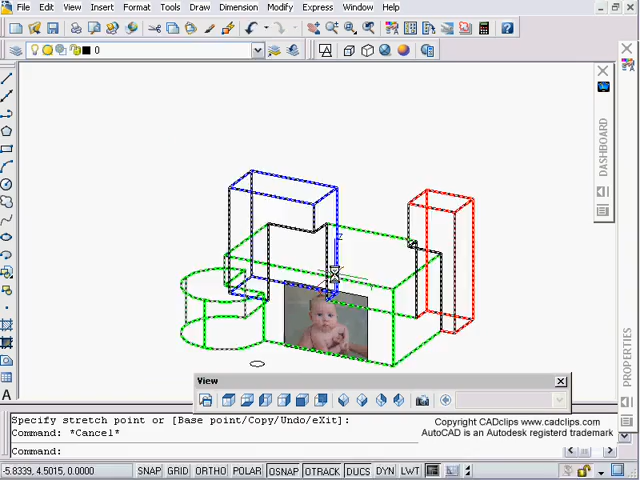 File Edit View Insert Format Tools Draw Dimension Modify Express Window Help
0
DASHBOARD
PROPERTIES
Z
View
Specify stretch point or [Base point/Copy/Undo/eXit]:
Command: *Cancel*
Command:
Copyright CADclips www.cadclips.com
AutoCAD is an Autodesk registerd trademark
-5.8339, 4.5015, 0.0000 SNAP GRID ORTHO POLAR OSNAP OTRACK DUCS DYN LWT